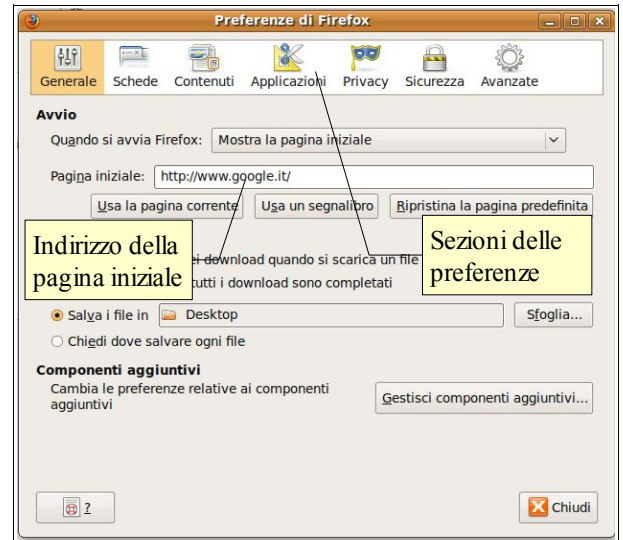 Preferenze di Firefox
Generale Schede Contenuti Applicazioni Privacy Sicurezza Avanzate
Avvio
Quando si avvia Firefox: Mostra la pagina iniziale
Pagina iniziale: http://www.google.it/
Usa la pagina corrente Usa un segnalibro Ripristina la pagina predefinita
Indirizzo della
pagina iniziale
Sezioni delle
preferenze
download quando si scarica un file
tutti i download sono completati
Salva i file in Desktop Sfoglia...
Chiedi dove salvare ogni file
Componenti aggiuntivi
Cambia le preferenze relative ai componenti
aggiuntivi
Gestisci componenti aggiuntivi...
? Chiudi